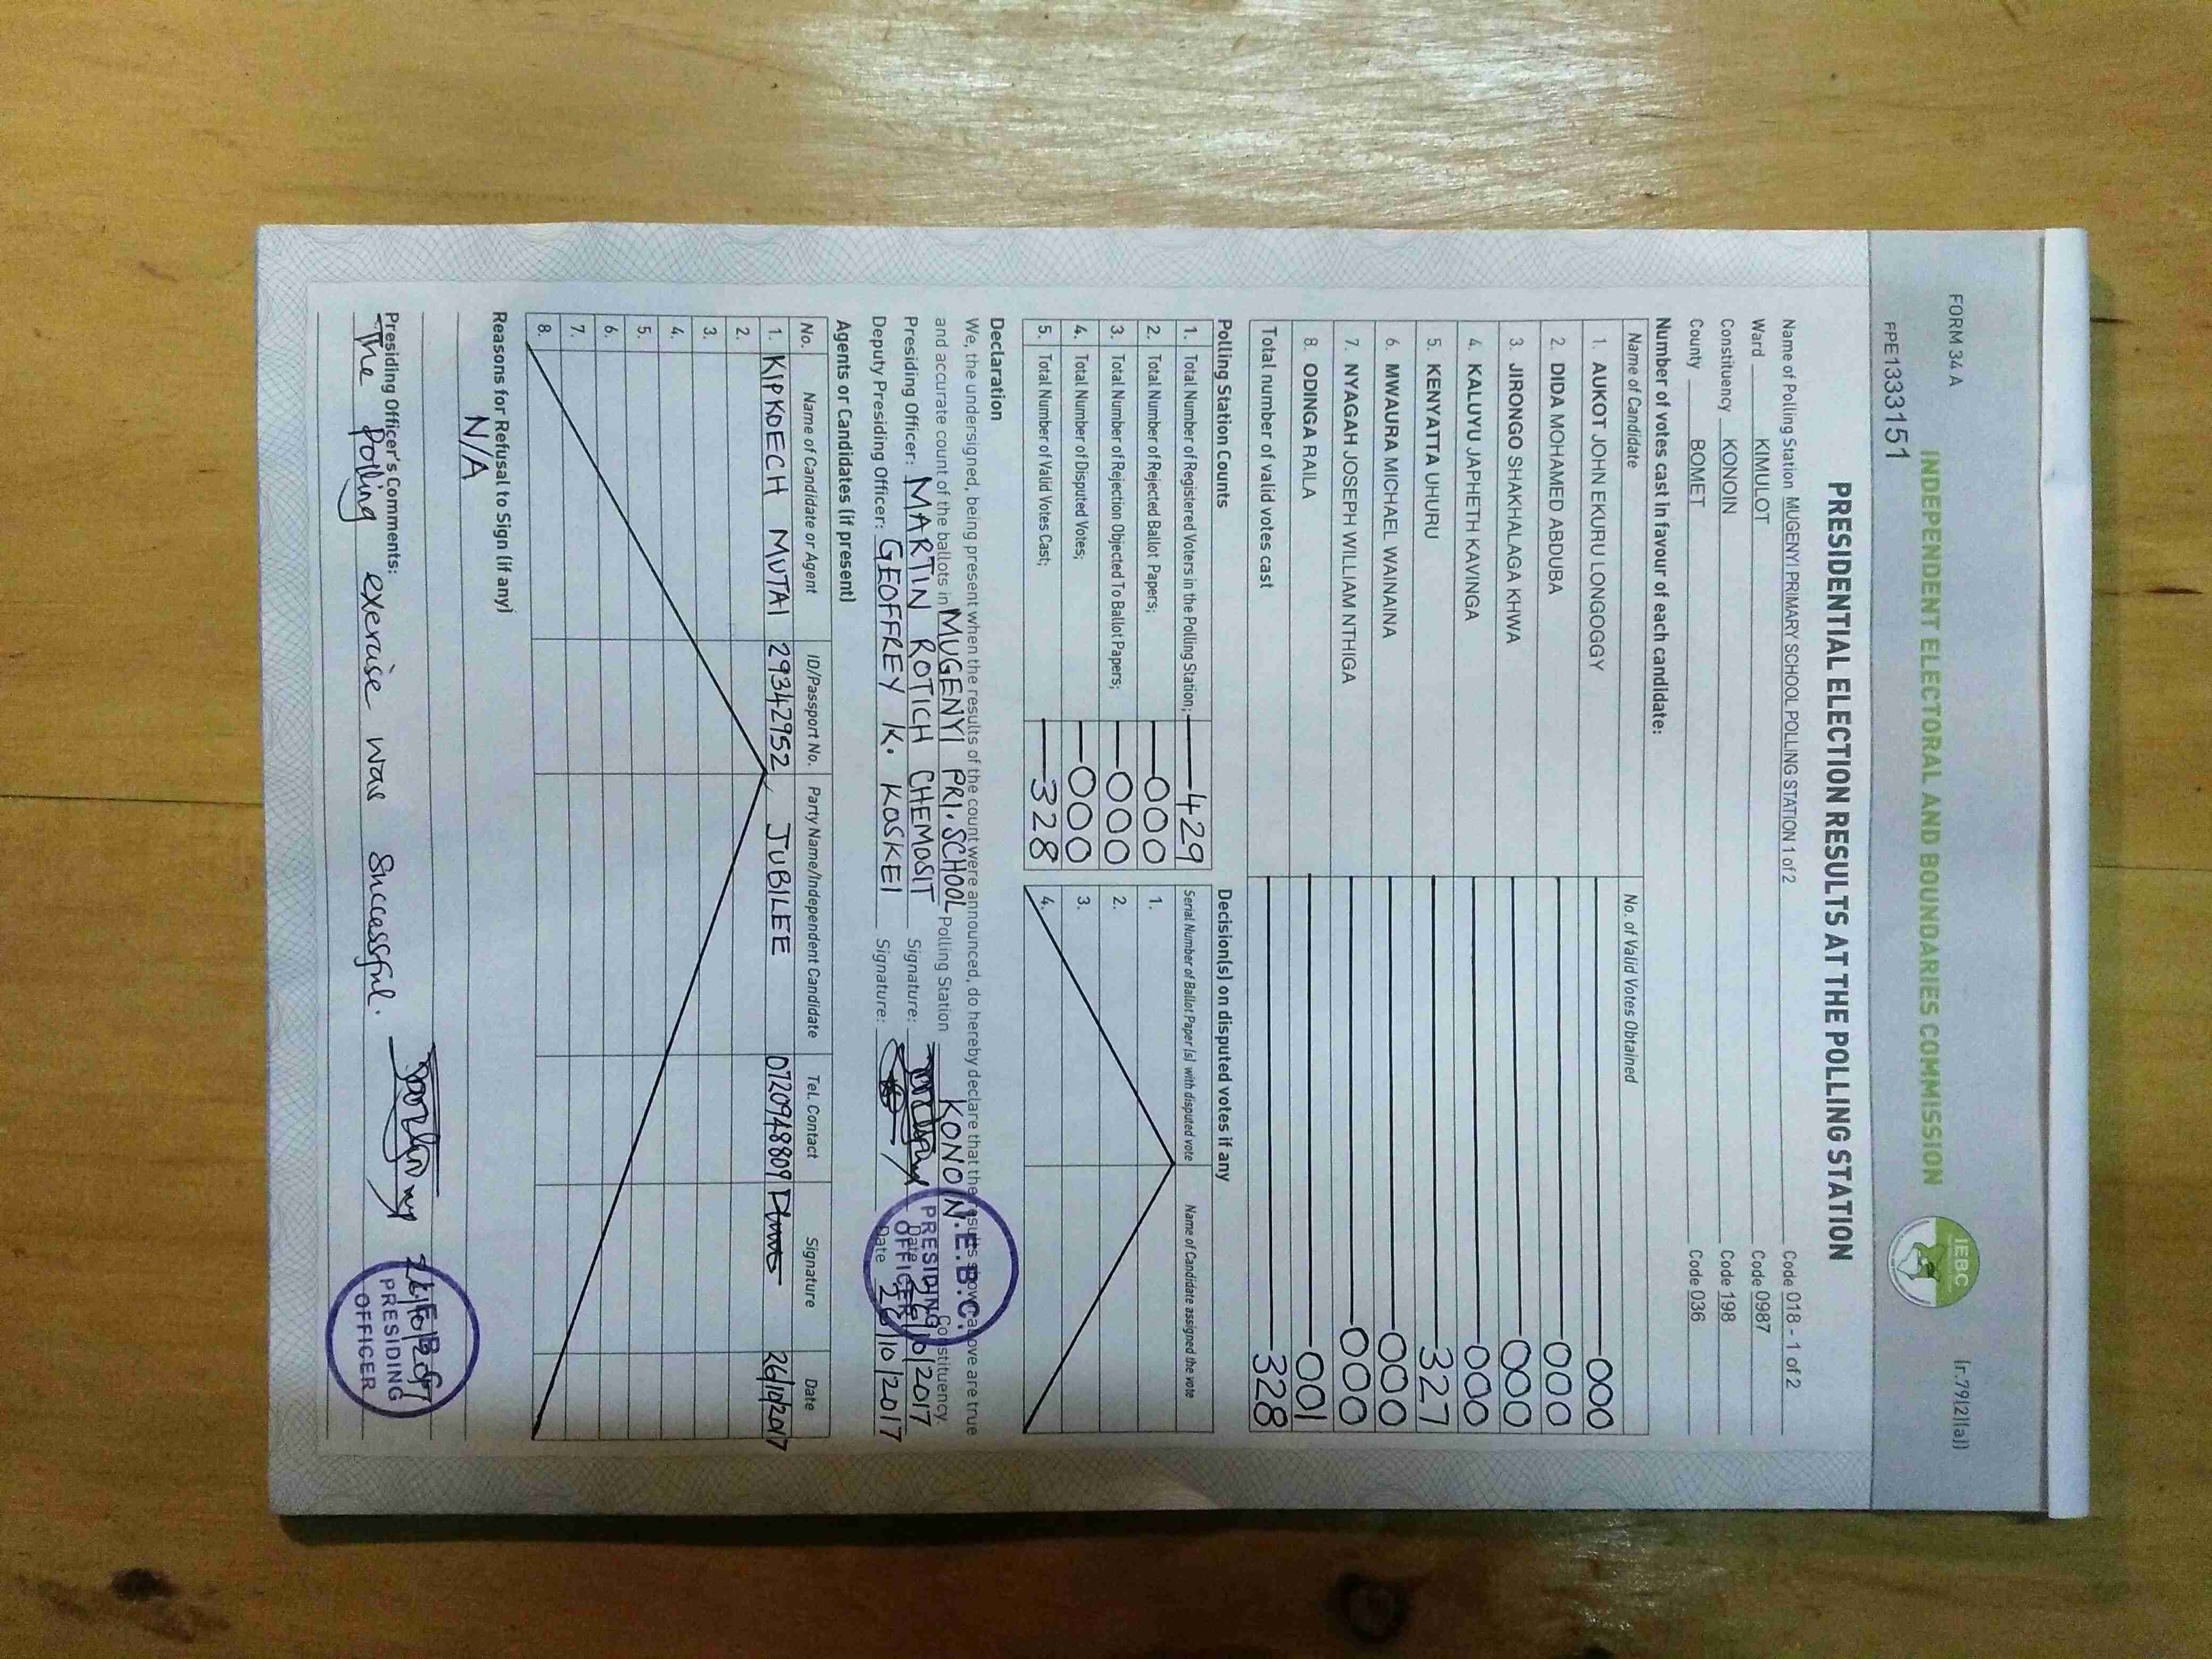 FORM 34 A
(r.79(2)(a))
INDEPENDENT ELECTORAL AND BOUNDARIES COMMISSION
IEBC
FPE1333151
PRESIDENTIAL ELECTION RESULTS AT THE POLLING STATION
Name of Polling Station MUGENYI PRIMARY SCHOOL POLLING STATION 1 of 2 Code 018 - 1 of 2
Ward KIMULOT Code 0987
Constituency KONOIN Code 198
County BOMET Code 036
Number of votes cast in favour of each candidate:
Name of Candidate No. of Valid Votes Obtained
1. AUKOT JOHN EKURU LONGOGGY 000
2. DIDA MOHAMED ABDUBA 000
3. JIRONGO SHAKHALAGA KHWA 000
4. KALUYU JAPHETH KAVINGA 000
5. KENYATTA UHURU 327
6. MWAURA MICHAEL WAINAINA 000
7. NYAGAH JOSEPH WILLIAM NTHIGA 000
8. ODINGA RAILA 001
Total number of valid votes cast 328
Polling Station Counts Decision(s) on disputed votes if any
1. Total Number of Registered Voters in the Polling Station; 429 Serial Number of Ballot Paper (s) with disputed vote Name of Candidate assigned the vote
2. Total Number of Rejected Ballot Papers; 000 1.
3. Total Number of Rejection Objected To Ballot Papers; 000 2.
4. Total Number of Disputed Votes; 000 3.
5. Total Number of Valid Votes Cast; 328 4.
Declaration
We, the undersigned, being present when the results of the count were announced, do hereby declare that the results shown above are true
and accurate count of the ballots in MUGENYI PRI. SCHOOL Polling Station KONOIN Constituency.
Presiding Officer: MARTIN ROTICH CHEMOSIT Signature: Date 26/10/2017
Deputy Presiding Officer: GEOFFREY K. KOSKEI Signature: Date 26/10/2017
I.E.B.C.
PRESIDING
OFFICER
Agents or Candidates (if present)
No. Name of Candidate or Agent ID/Passport No. Party Name/Independent Candidate Tel. Contact Signature Date
1. KIPKOECH MUTAI 29342952 JUBILEE 0720948809 26/10/2017
2.
3.
4.
5.
6.
7.
8.
Reasons for Refusal to Sign (if any)
N/A
Presiding Officer's Comments:
The polling exercise was successful. 26/10/2017
PRESIDING
OFFICER